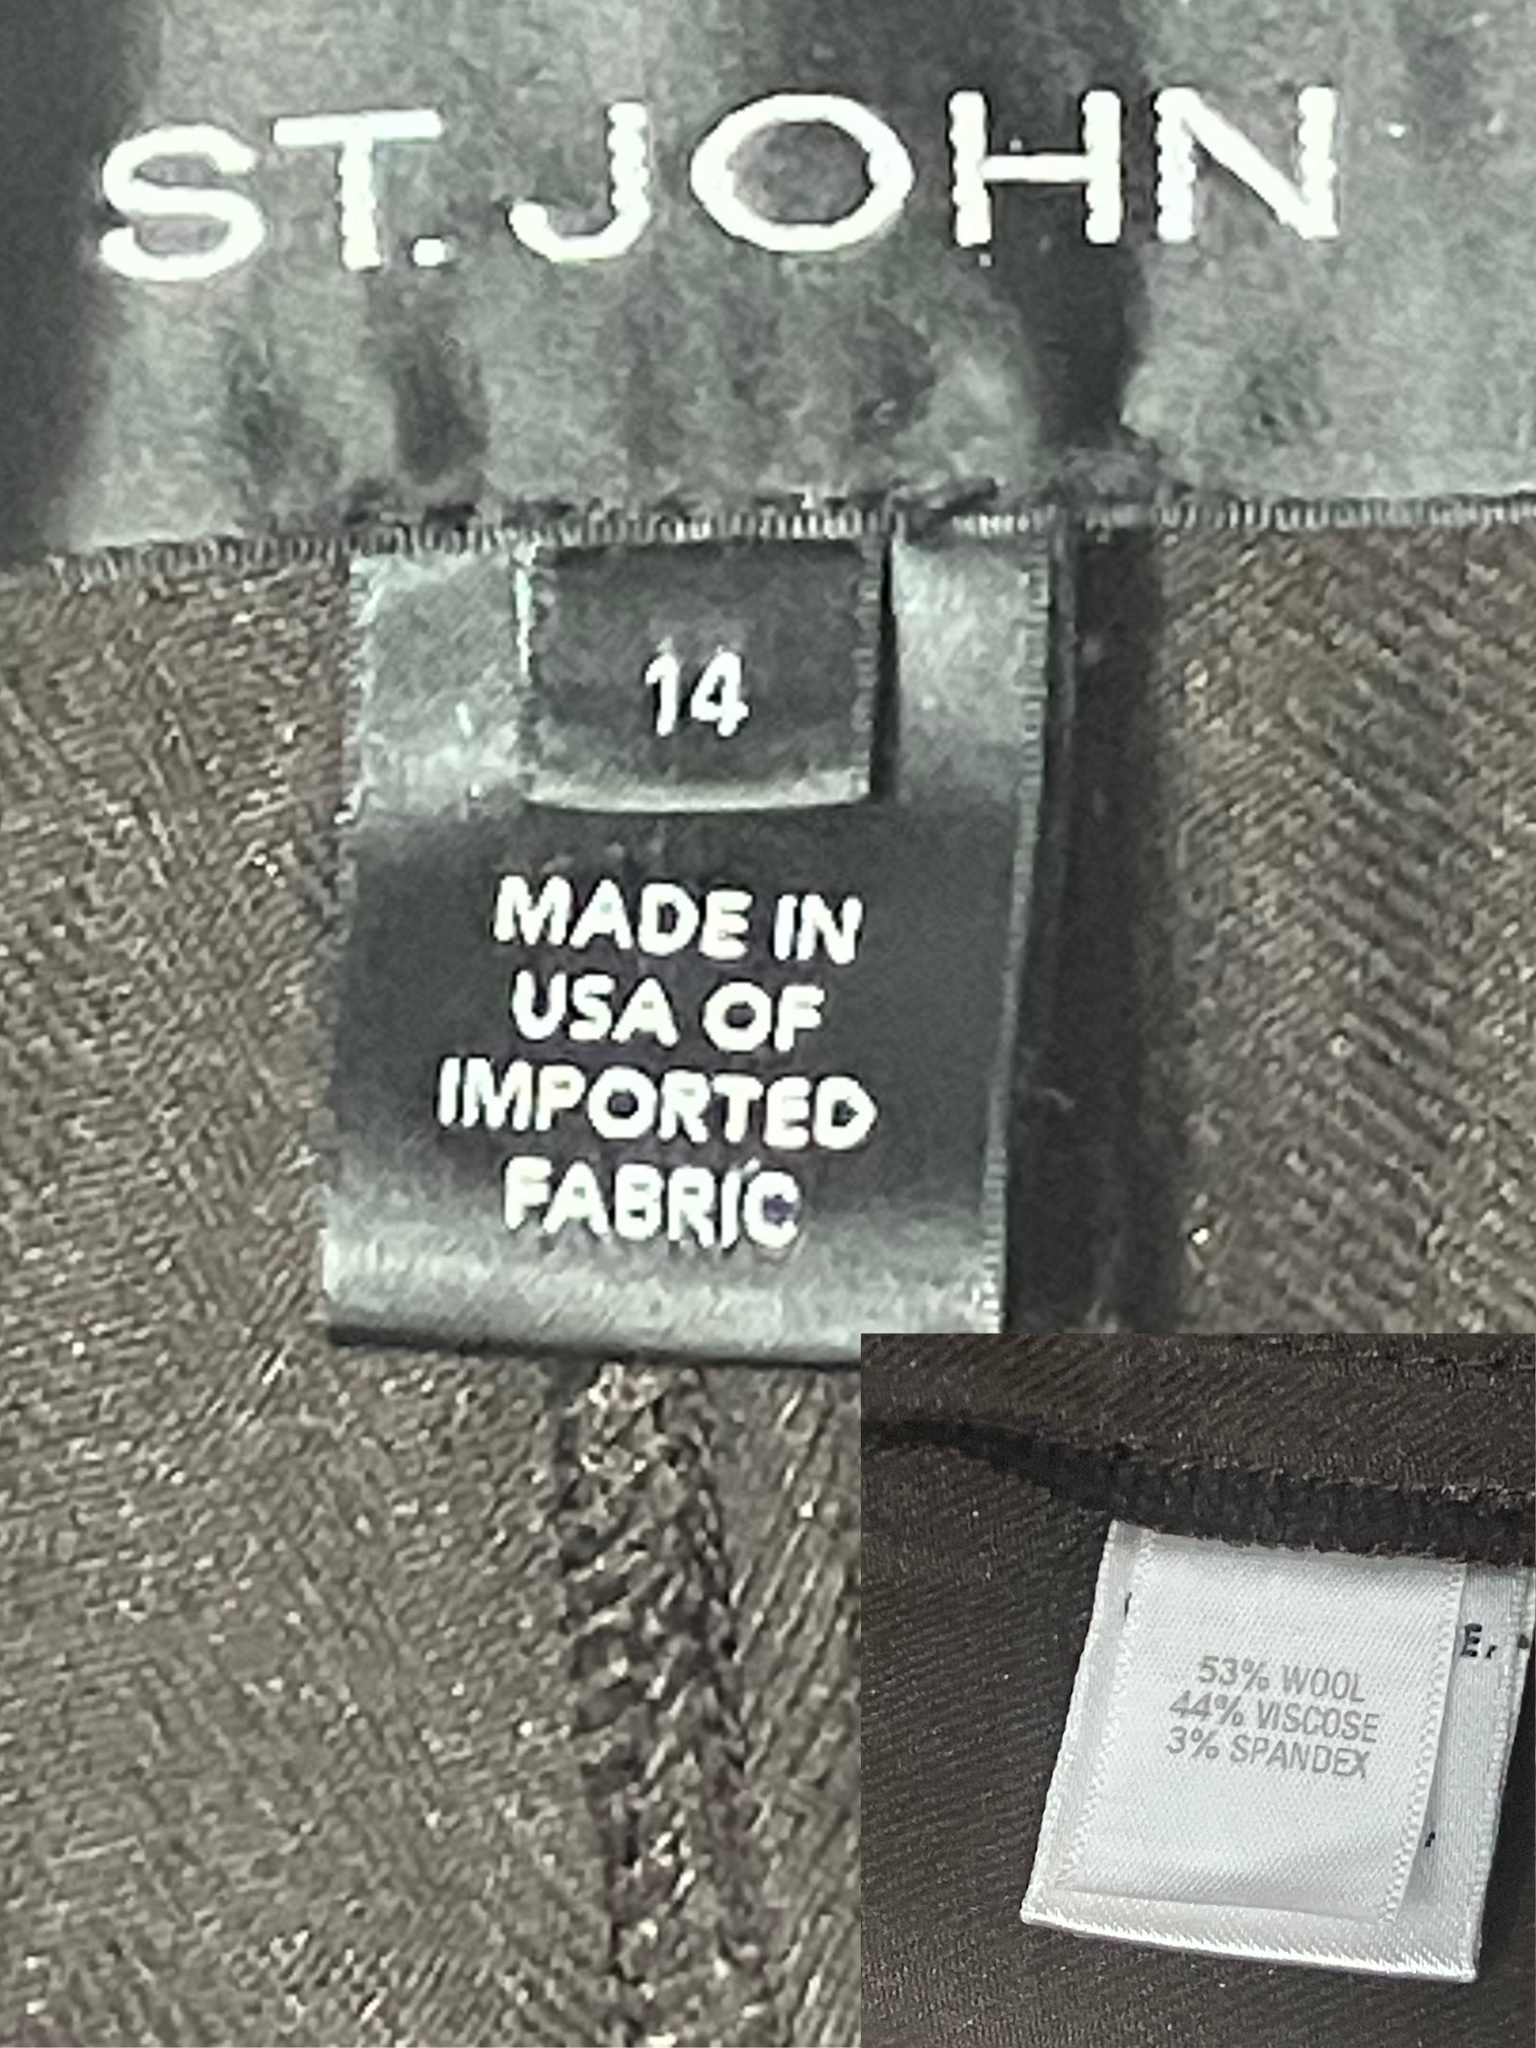 ST. JOHN
14
MADE IN
USA OF
IMPORTED
FABRIC
53% WOOL
44% VISCOSE
3% SPANDEX